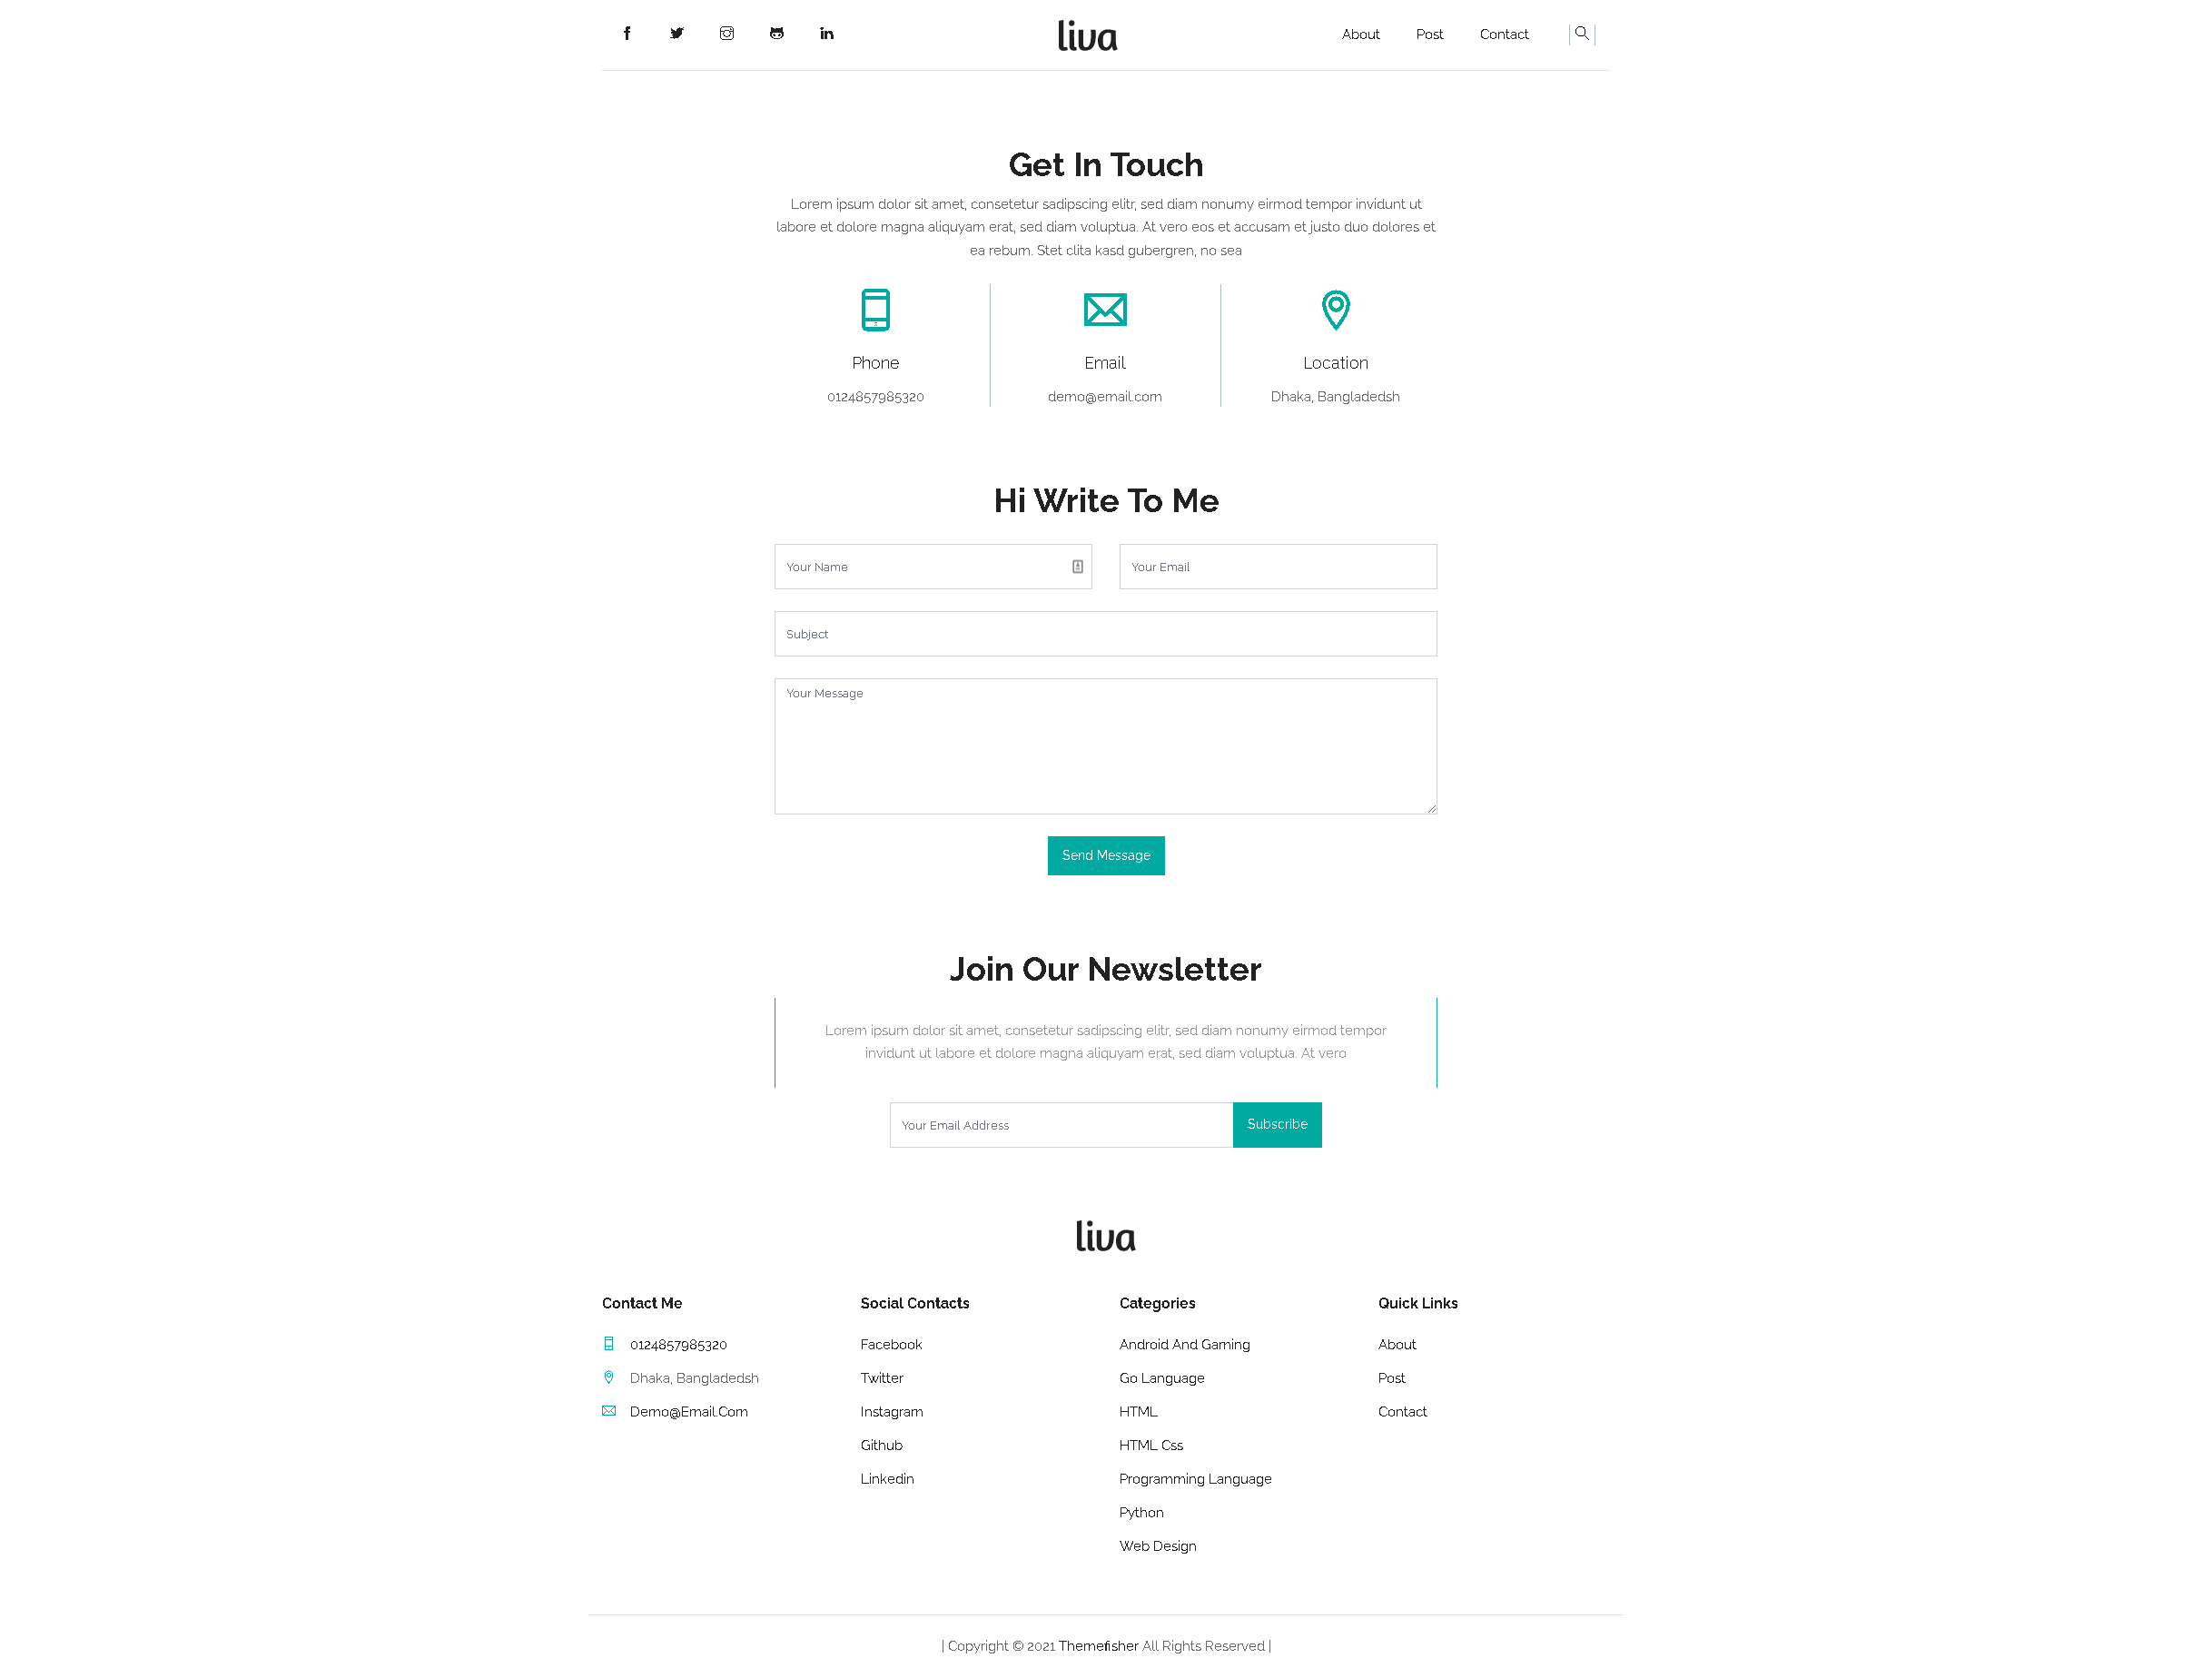 liva
About Post Contact
Get In Touch
Lorem ipsum dolor sit amet, consetetur sadipscing elitr, sed diam nonumy eirmod tempor invidunt ut
labore et dolore magna aliquyam erat, sed diam voluptua. At vero eos et accusam et justo duo dolores et
ea rebum. Stet clita kasd gubergren, no sea
Phone
0124857985320
Email
demo@email.com
Location
Dhaka, Bangladedsh
Hi Write To Me
Your Name
Your Email
Subject
Your Message
Send Message
Join Our Newsletter
Lorem ipsum dolor sit amet, consetetur sadipscing elitr, sed diam nonumy eirmod tempor
invidunt ut labore et dolore magna aliquyam erat, sed diam voluptua. At vero
Your Email Address
Subscribe
liva
Contact Me
0124857985320
Dhaka, Bangladedsh
Demo@Email.Com
Social Contacts
Facebook
Twitter
Instagram
Github
Linkedin
Categories
Android And Gaming
Go Language
HTML
HTML Css
Programming Language
Python
Web Design
Quick Links
About
Post
Contact
| Copyright © 2021 Themefisher All Rights Reserved |